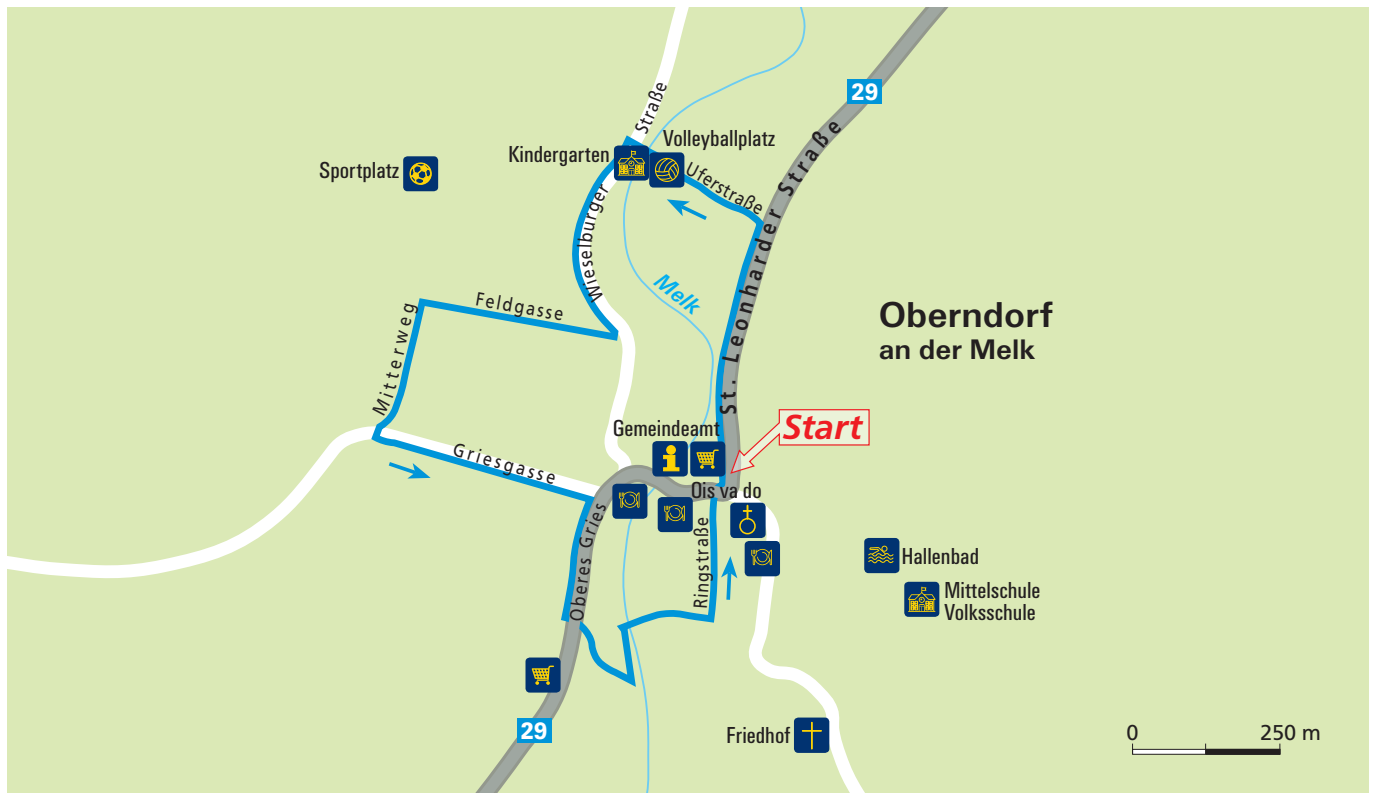 29
Straße
Volleyballplatz
Kindergarten
Sportplatz
Uferstraße
St. Leonharder Straße
Wieselburger
Melk
Feldgasse
Oberndorf
an der Melk
Mitterweg
Start
Gemeindeamt
Griesgasse
Ois va do
Oberes Gries
Ringstraße
Hallenbad
Mittelschule
Volksschule
29
Friedhof
0 250 m